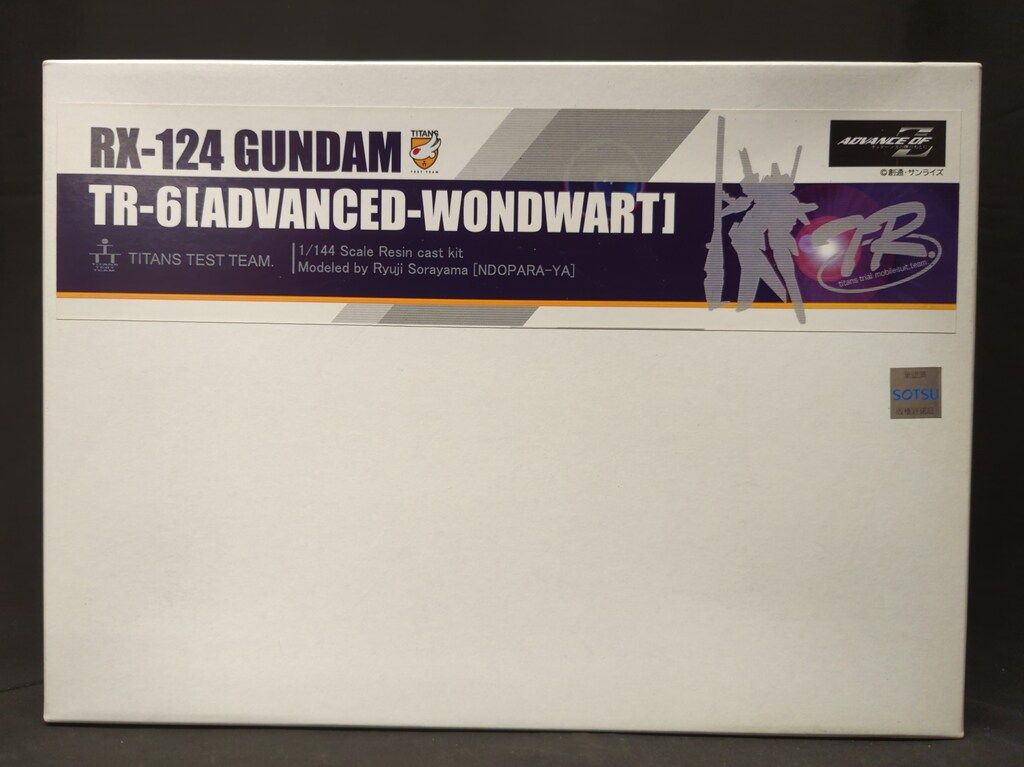 RX-124 GUNDAM
TITANS
TEST TEAM
TR-6[ADVANCED-WONDWART]
TITANS TEST TEAM.
1/144 Scale Resin cast kit
Modeled by Ryuji Sorayama [NDOPARA-YA]
ADVANCE OF Z
©創通・サンライズ
TR.
titans trial mobilesuit team
SOTSU